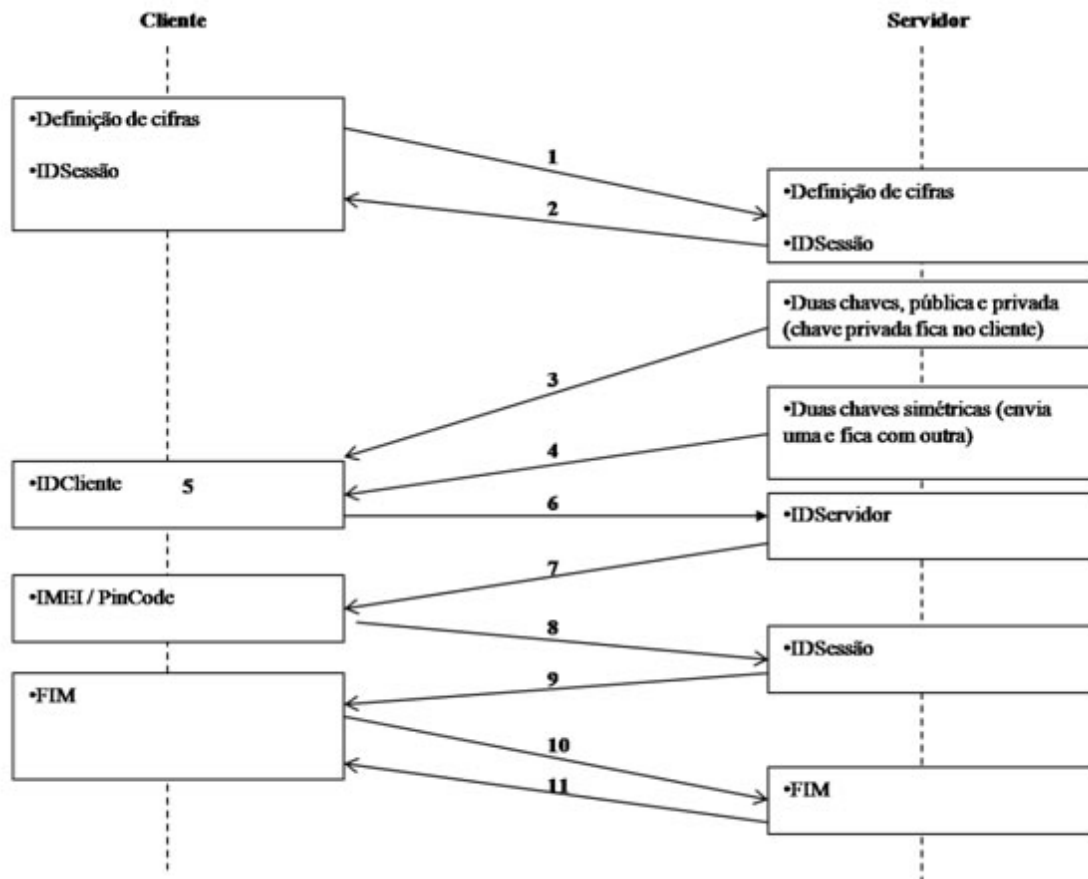 Cliente
Servidor
•Definição de cifras
•IDSessão
1
•Definição de cifras
2
•IDSessão
•Duas chaves, pública e privada
(chave privada fica no cliente)
3
•Duas chaves simétricas (envia
uma e fica com outra)
4
•IDCliente 5
6
•IDServidor
7
•IMEI / PinCode
8
•IDSessão
9
•FIM
10
11
•FIM